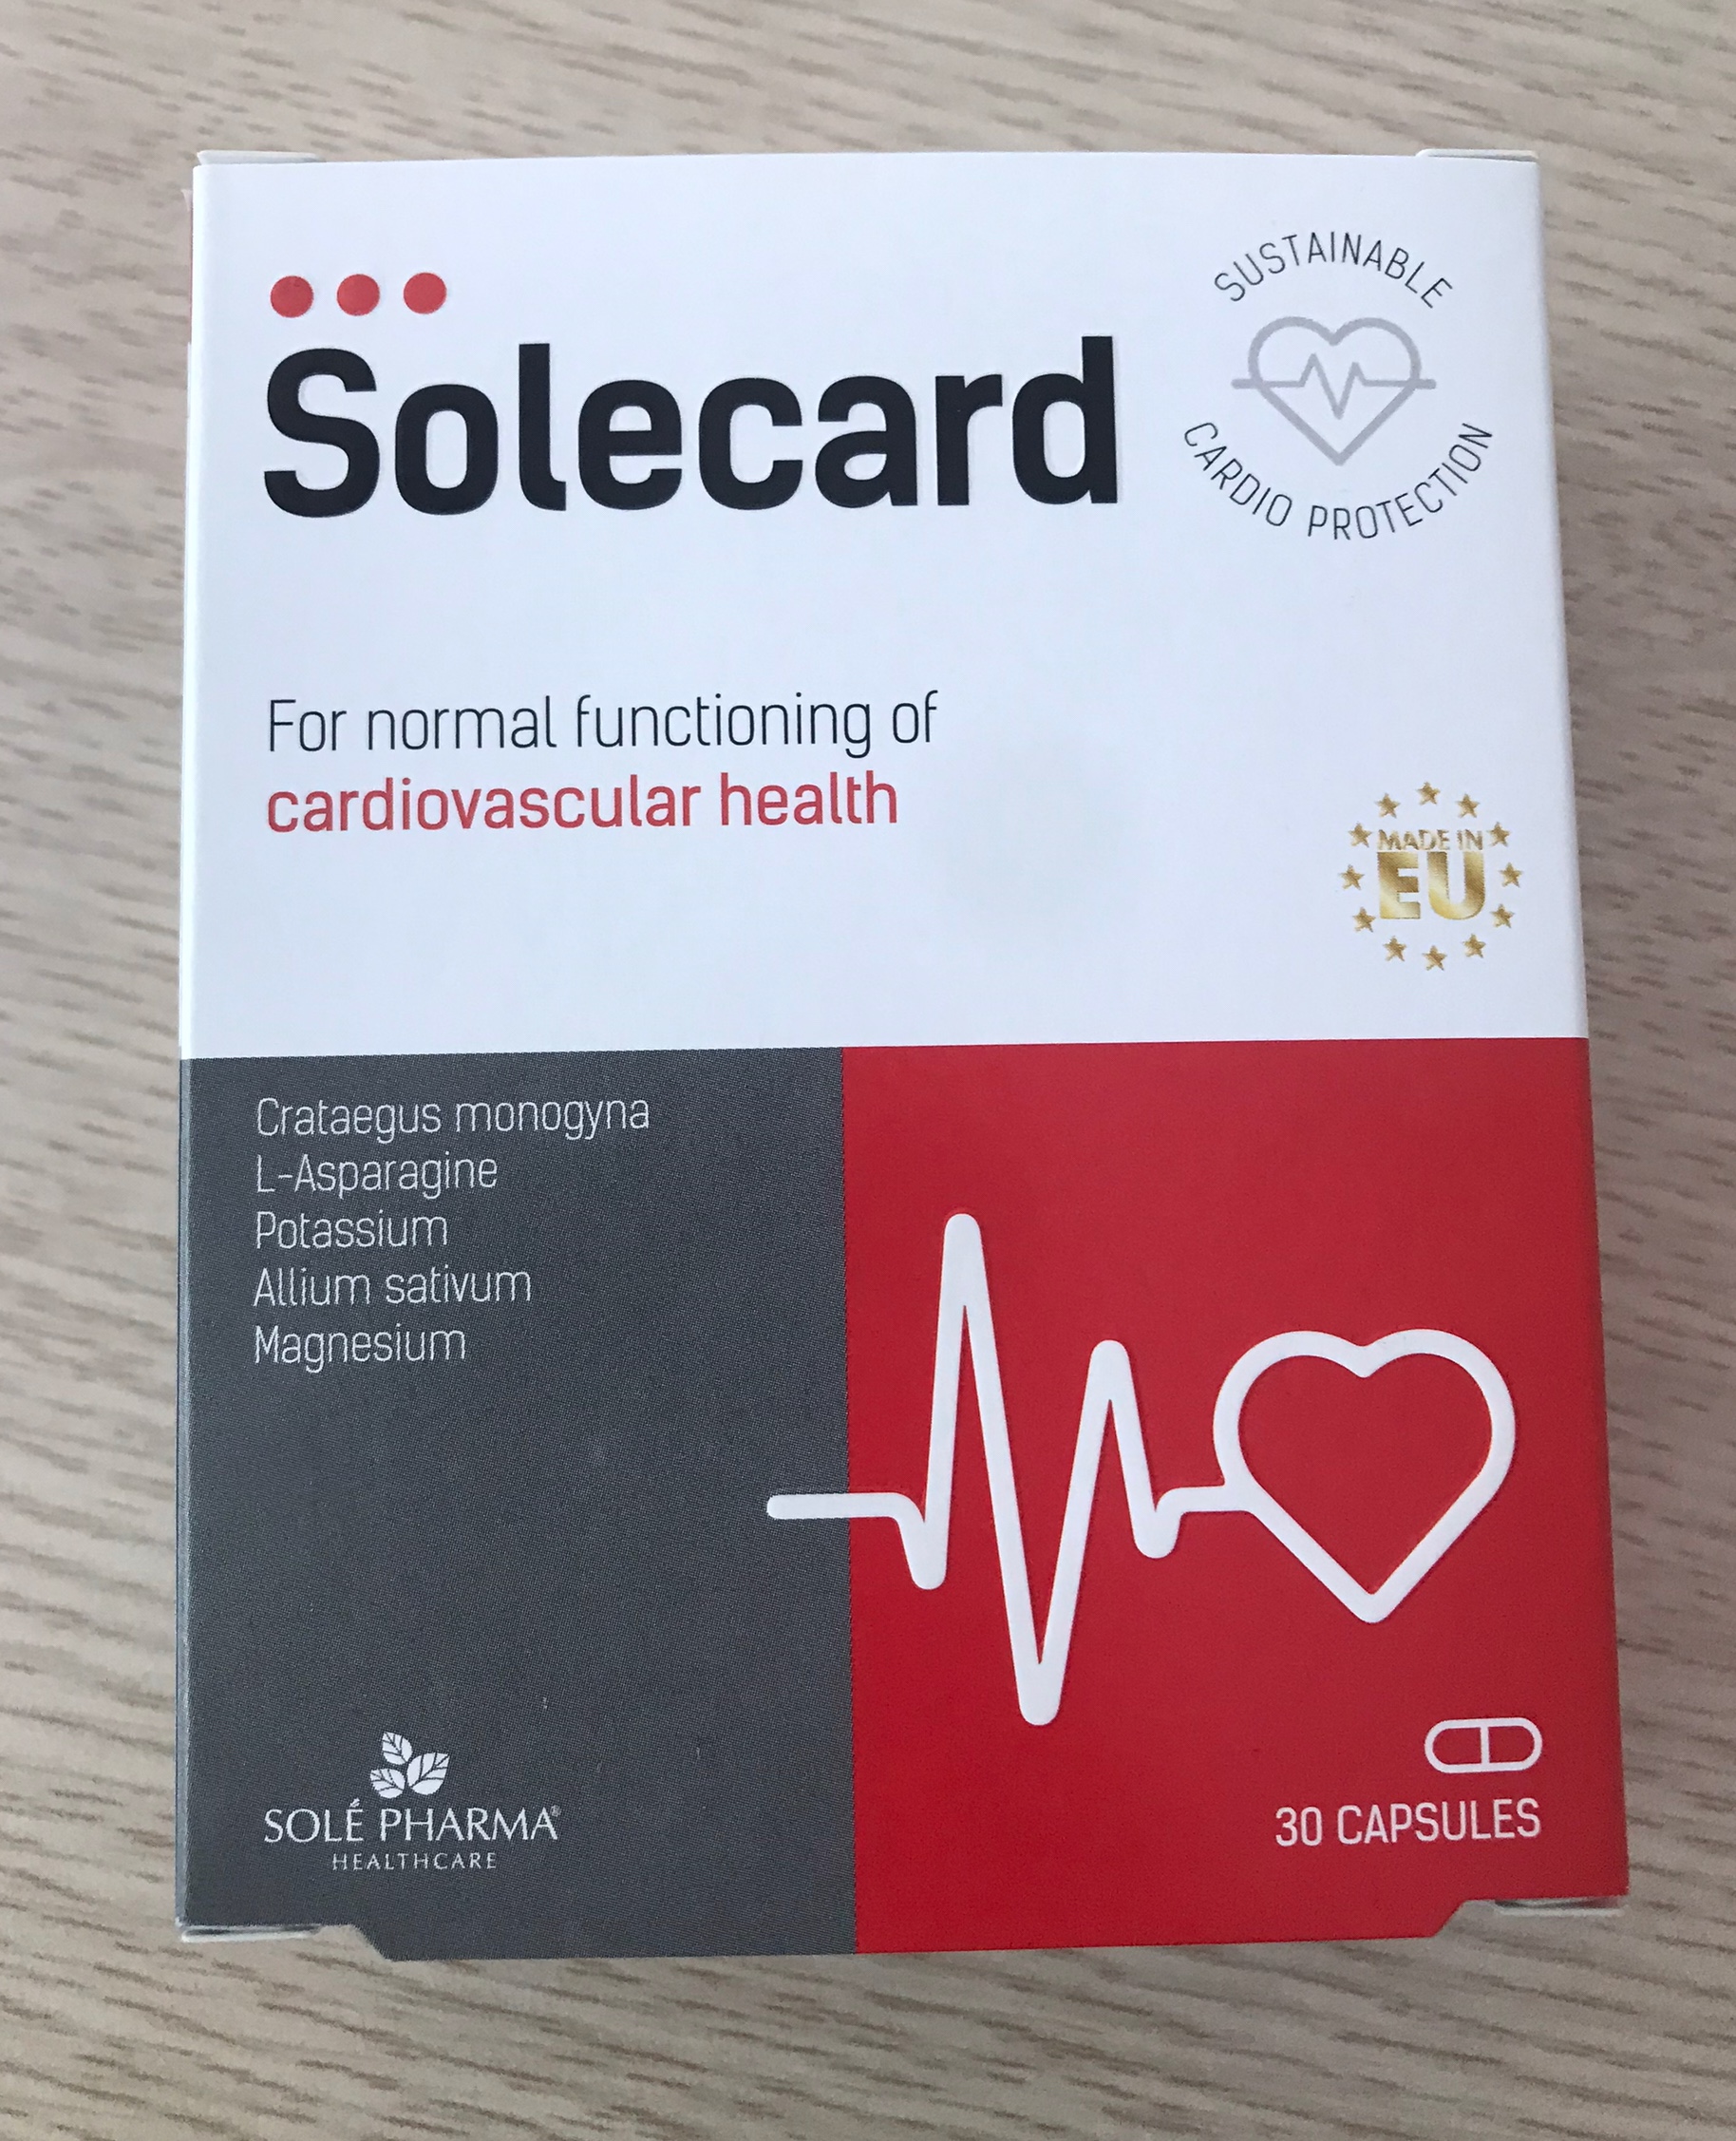 Solecard
SUSTAINABLE
CARDIO PROTECTION
For normal functioning of
cardiovascular health
MADE IN
EU
Crataegus monogyna
L-Asparagine
Potassium
Allium sativum
Magnesium
SOLÉ PHARMA®
HEALTHCARE
30 CAPSULES